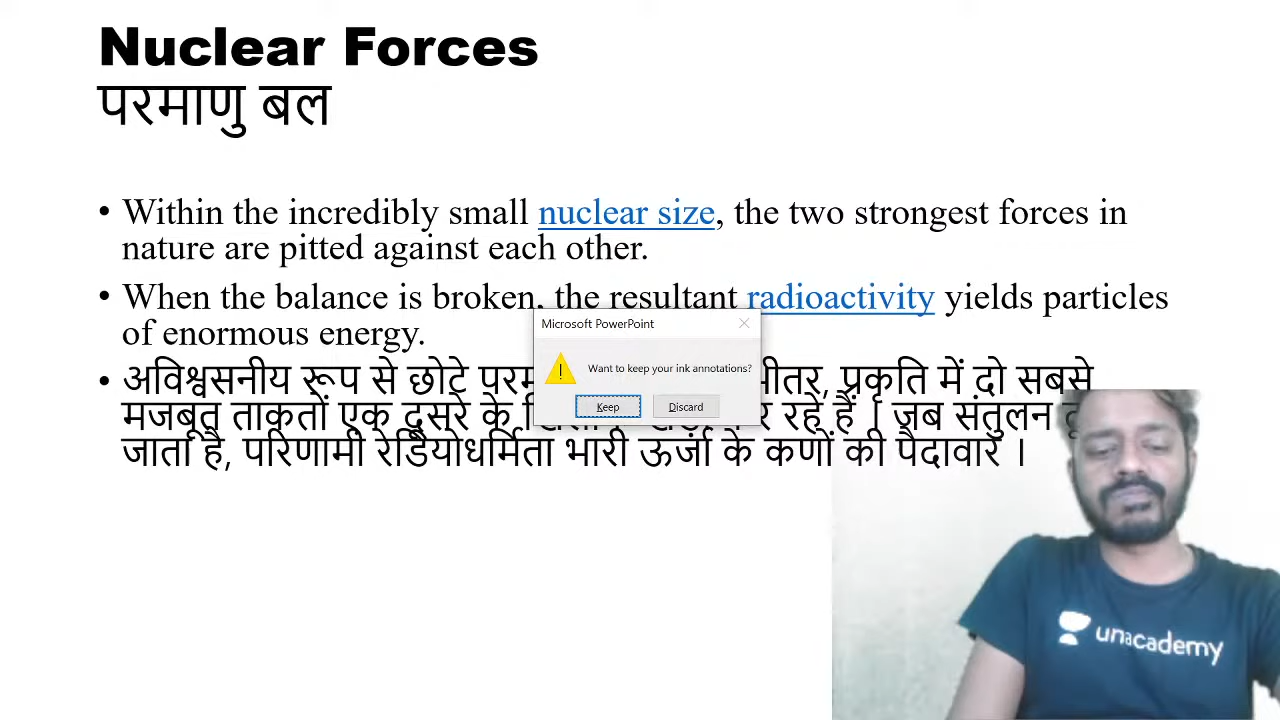 Nuclear Forces
परमाणु बल
• Within the incredibly small nuclear size, the two strongest forces in
nature are pitted against each other.
• When the balance is broken, the resultant radioactivity yields particles
of enormous energy.
Microsoft PowerPoint
Want to keep your ink annotations?
Keep Discard
• अविश्वसनीय रूप से छोटे भीतर, प्रकृति में दो सबसे
मजबूत ताकतों एक दूसरे के रहे हैं । जब संतुलन
जाता है, परिणामी रेडियोधर्मिता भारी ऊर्जा के कणों की पैदावार ।
unacademy